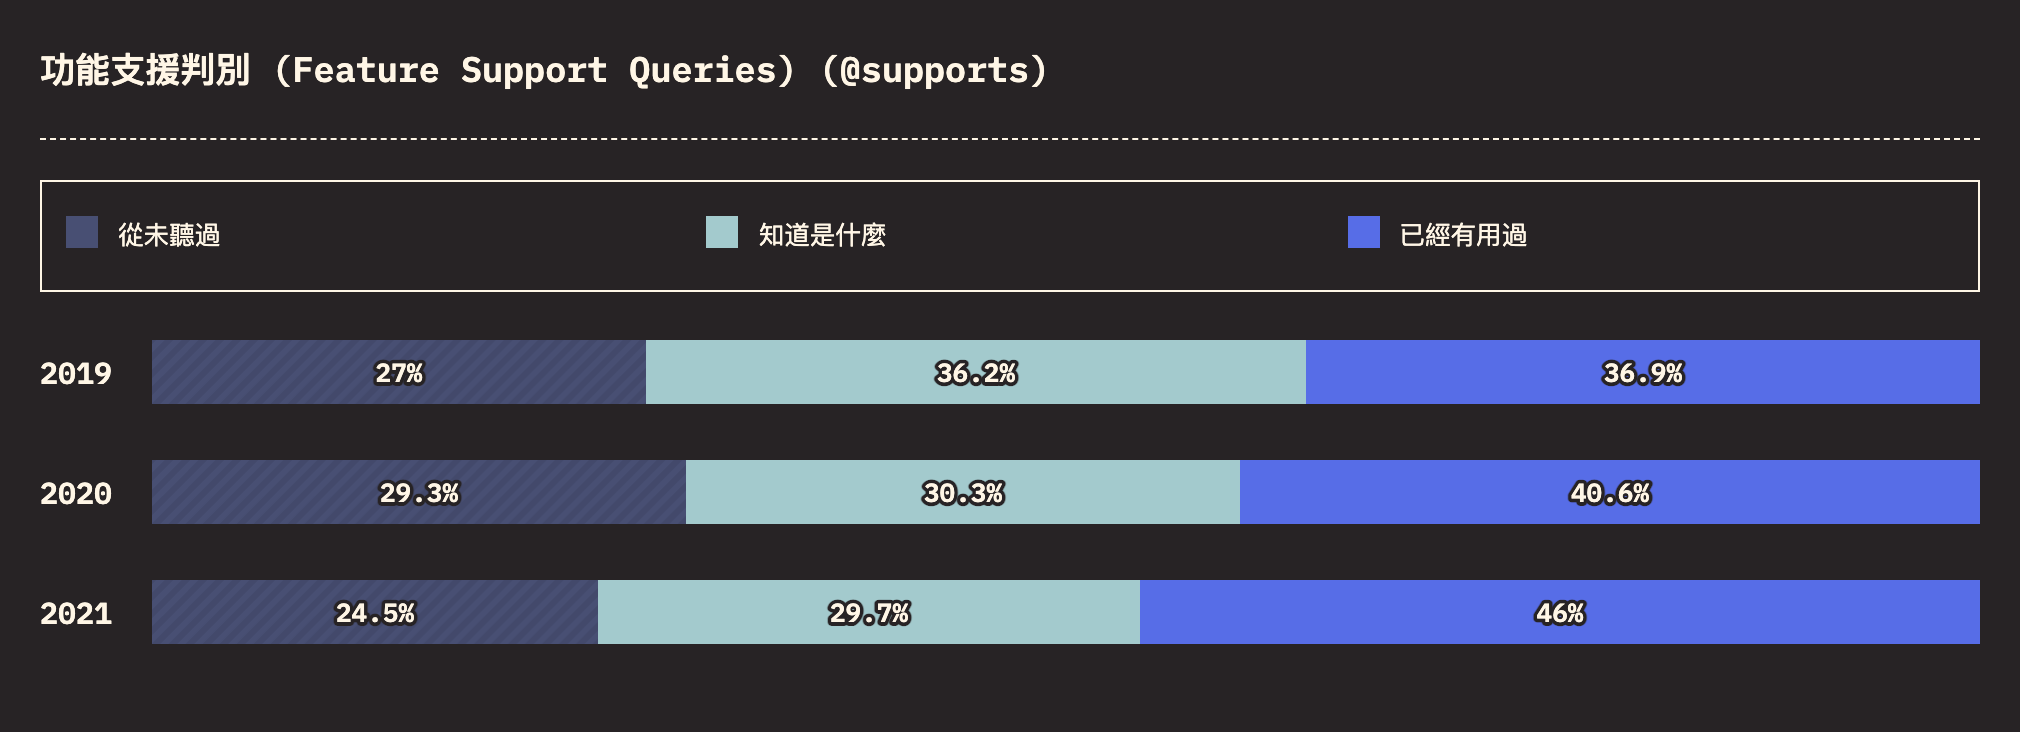 功能支援判別 (Feature Support Queries) (@supports)
從未聽過 知道是什麼 已經有用過
2019 27% 36.2% 36.9%
2020 29.3% 30.3% 40.6%
2021 24.5% 29.7% 46%